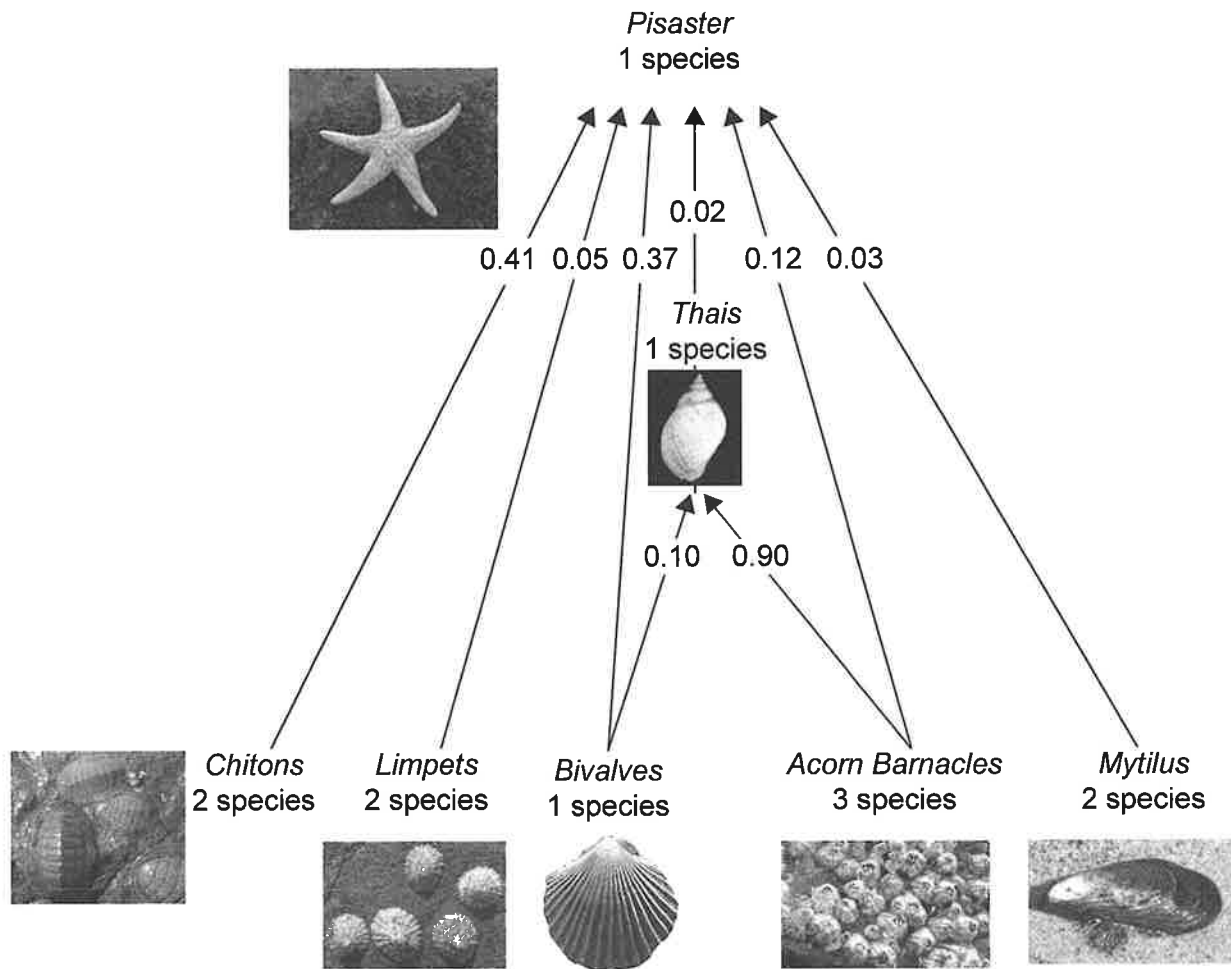 Pisaster
1 species
0.02
0.41
0.05
0.37
0.12
0.03
Thais
1 species
0.10
0.90
Chitons
2 species
Limpets
2 species
Bivalves
1 species
Acorn Barnacles
3 species
Mytilus
2 species